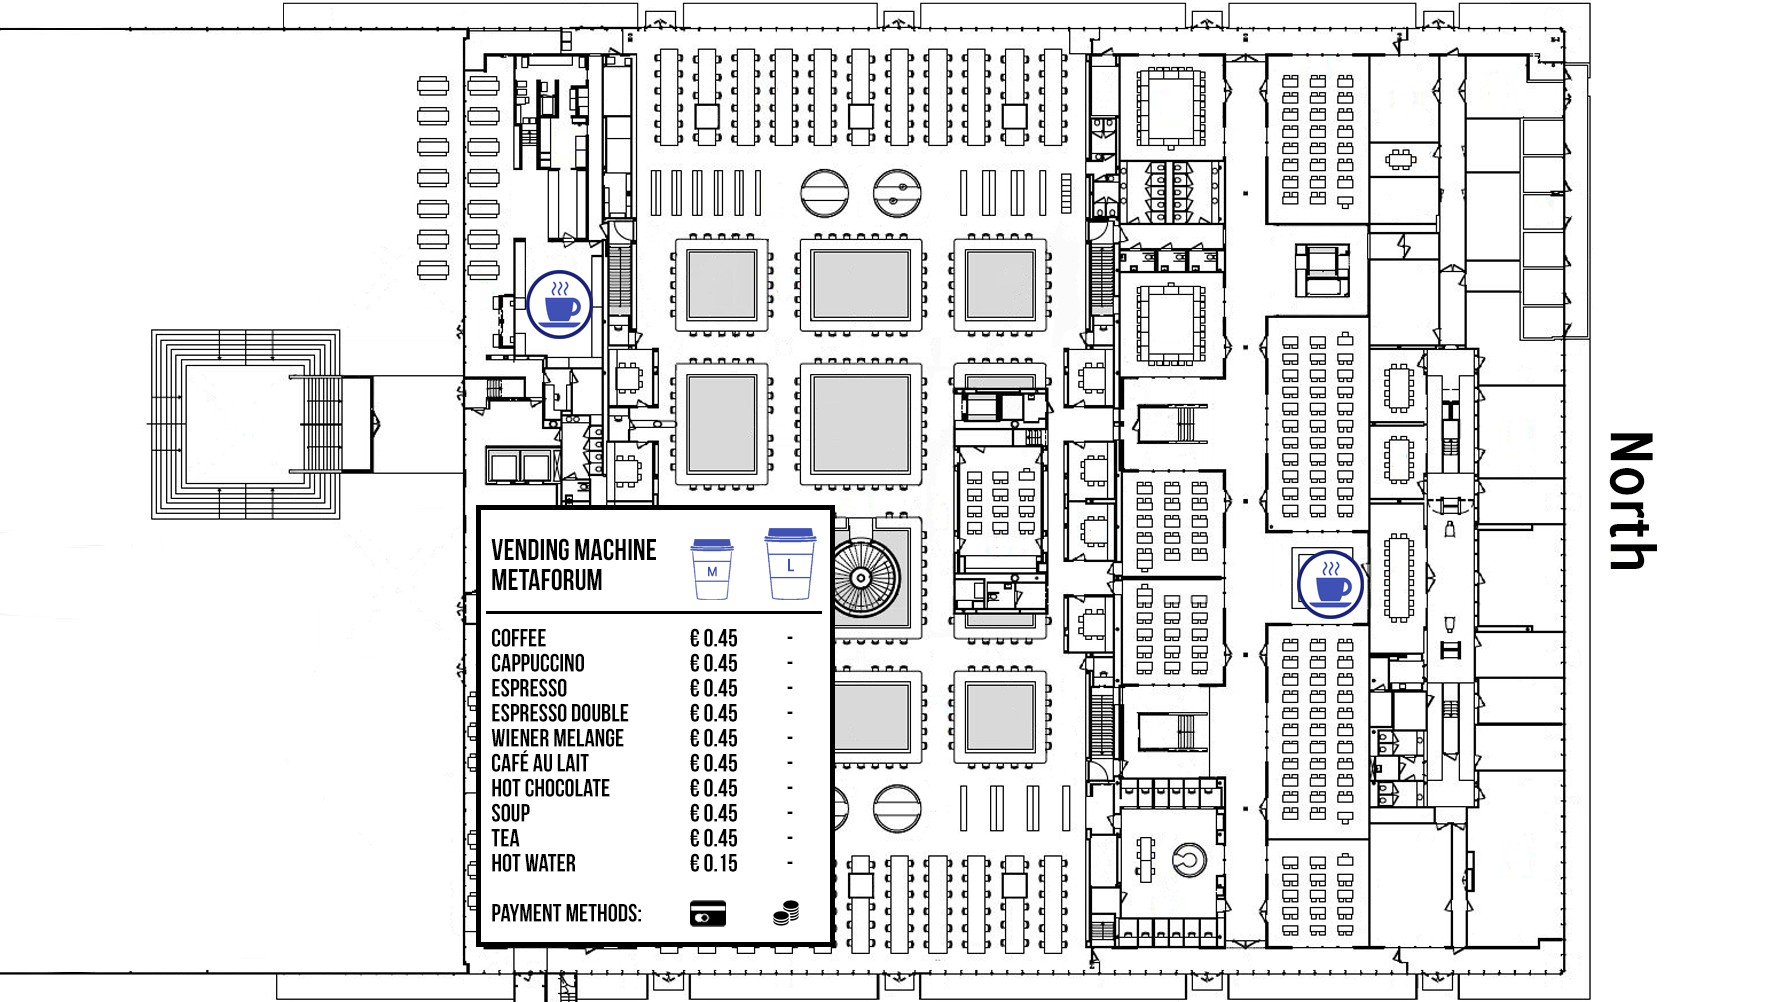 VENDING MACHINE
METAFORUM
M
L
COFFEE € 0.45 -
CAPPUCCINO € 0.45 -
ESPRESSO € 0.45 -
ESPRESSO DOUBLE € 0.45 -
WIENER MELANGE € 0.45 -
CAFÉ AU LAIT € 0.45 -
HOT CHOCOLATE € 0.45 -
SOUP € 0.45 -
TEA € 0.45 -
HOT WATER € 0.15 -
PAYMENT METHODS:
North